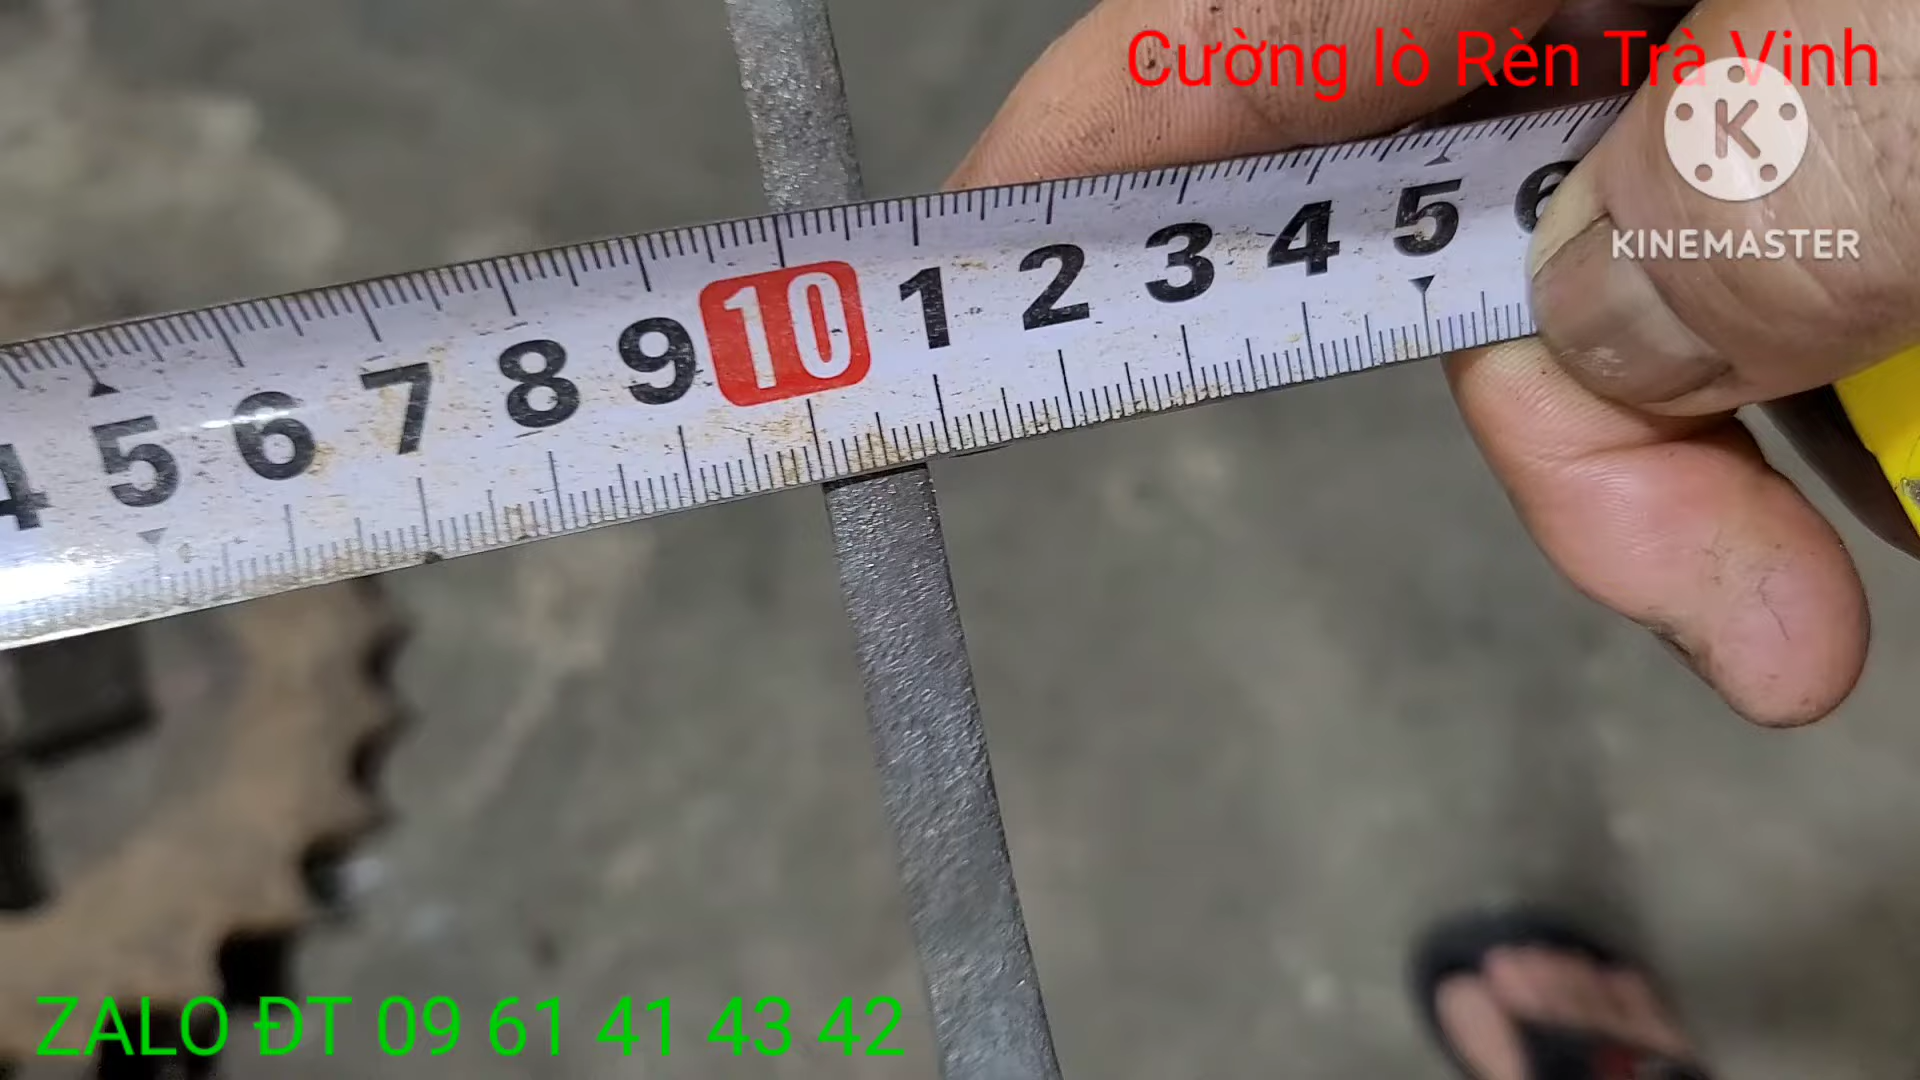 Cường lò Rèn Trà Vinh
K
KINEMASTER
4 5 6 7 8 9 10 1 2 3 4 5 6
ZALO ĐT 09 61 41 43 42